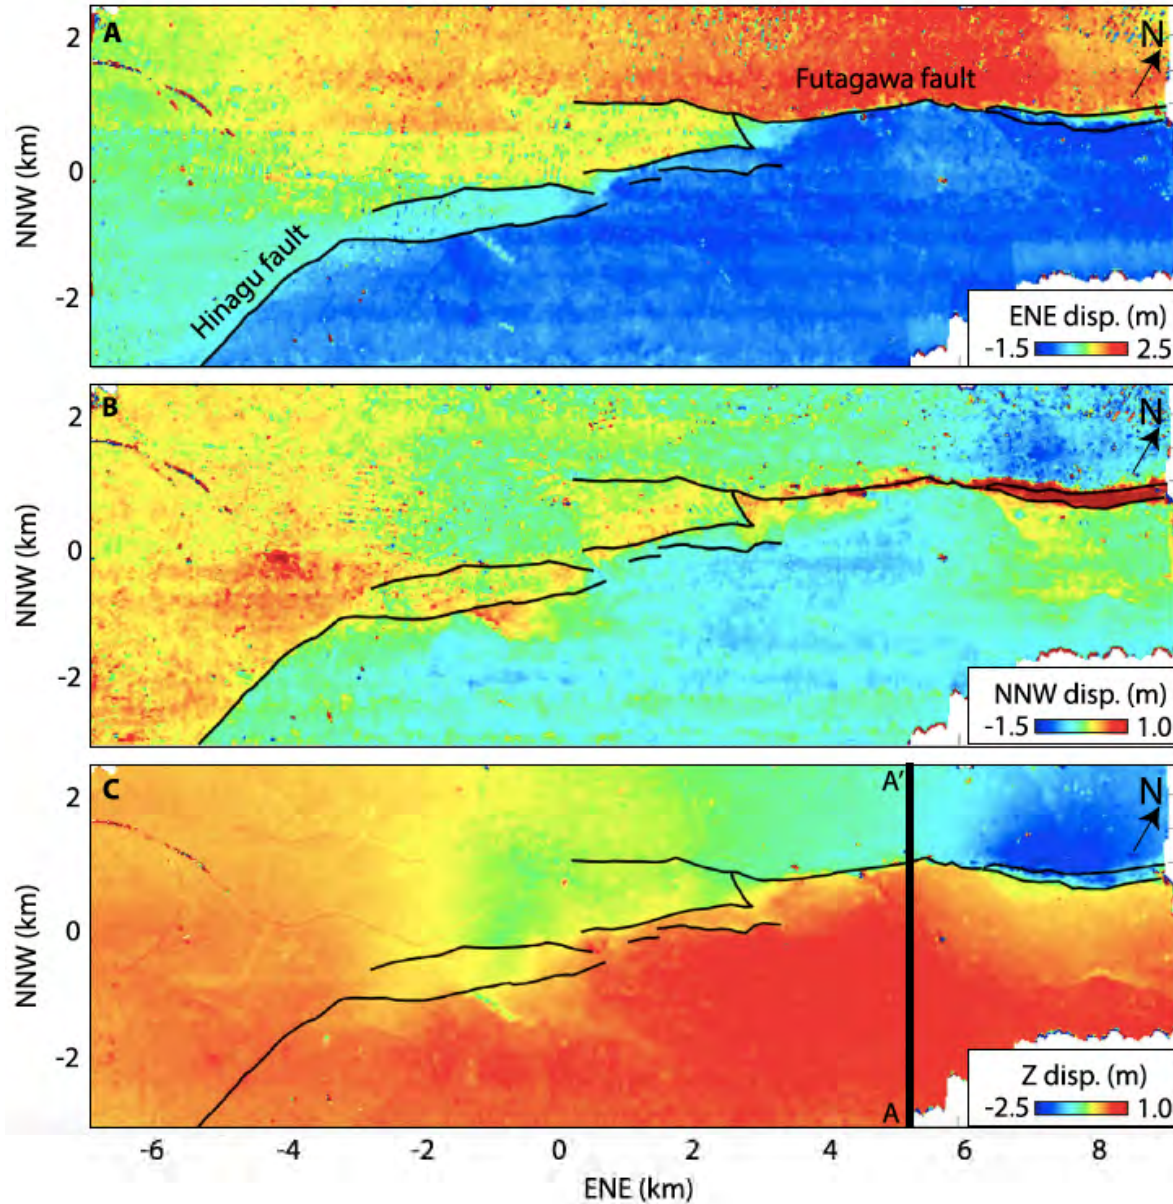 A
N
Futagawa fault
Hinagu fault
NNW (km)
2
0
-2
ENE disp. (m)
-1.5 2.5
B
N
NNW (km)
2
0
-2
NNW disp. (m)
-1.5 1.0
C
A'
N
NNW (km)
2
0
-2
A
Z disp. (m)
-2.5 1.0
-6 -4 -2 0 2 4 6 8
ENE (km)